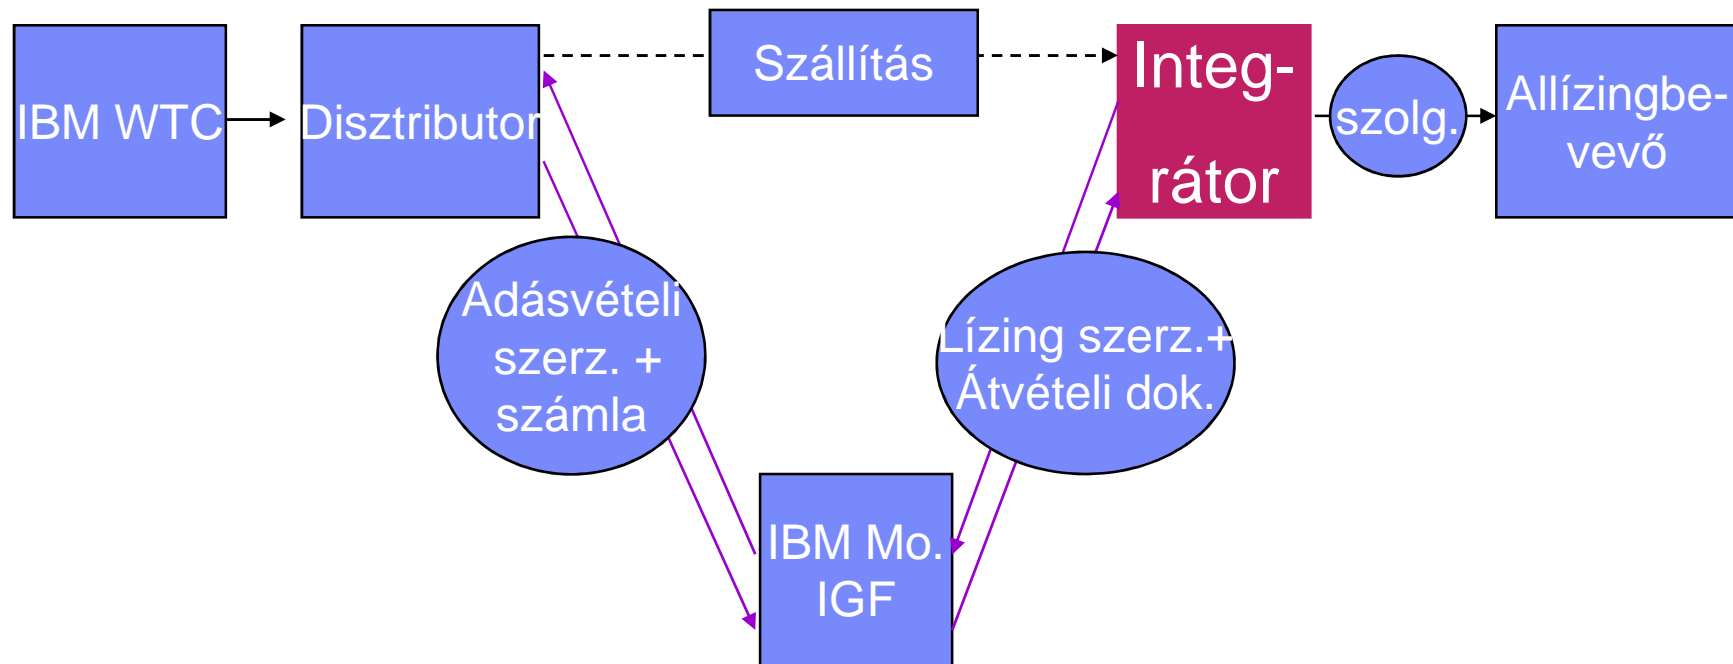 IBM WTC
Disztributor
Szállítás
Integ-
rátor
szolg.
Allízingbe-
vevő
Adásvételi
szerz. +
számla
Lízing szerz.+
Átvételi dok.
IBM Mo.
IGF